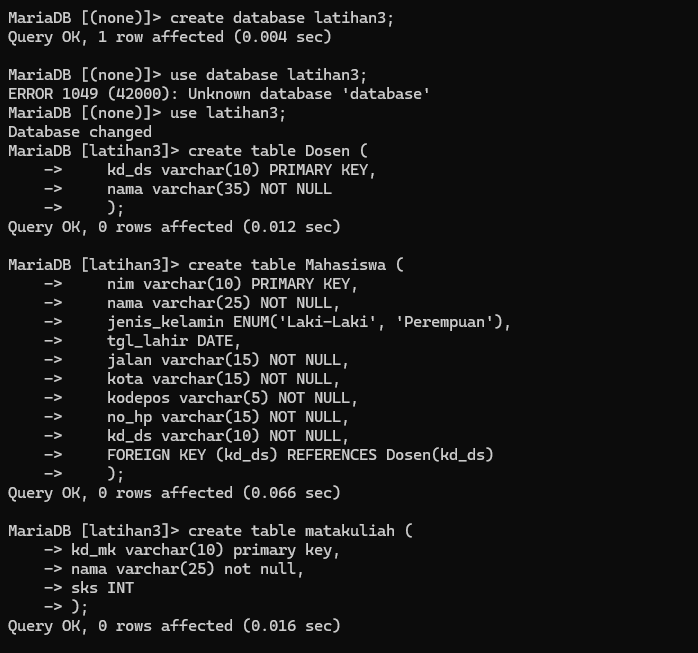 MariaDB [(none)]> create database latihan3;
Query OK, 1 row affected (0.004 sec)
MariaDB [(none)]> use database latihan3;
ERROR 1049 (42000): Unknown database 'database'
MariaDB [(none)]> use latihan3;
Database changed
MariaDB [latihan3]> create table Dosen (
    ->     kd_ds varchar(10) PRIMARY KEY,
    ->     nama varchar(35) NOT NULL
    ->     );
Query OK, 0 rows affected (0.012 sec)
MariaDB [latihan3]> create table Mahasiswa (
    ->     nim varchar(10) PRIMARY KEY,
    ->     nama varchar(25) NOT NULL,
    ->     jenis_kelamin ENUM('Laki-Laki', 'Perempuan'),
    ->     tgl_lahir DATE,
    ->     jalan varchar(15) NOT NULL,
    ->     kota varchar(15) NOT NULL,
    ->     kodepos varchar(5) NOT NULL,
    ->     no_hp varchar(15) NOT NULL,
    ->     kd_ds varchar(10) NOT NULL,
    ->     FOREIGN KEY (kd_ds) REFERENCES Dosen(kd_ds)
    ->     );
Query OK, 0 rows affected (0.066 sec)
MariaDB [latihan3]> create table matakuliah (
    -> kd_mk varchar(10) primary key,
    -> nama varchar(25) not null,
    -> sks INT
    -> );
Query OK, 0 rows affected (0.016 sec)